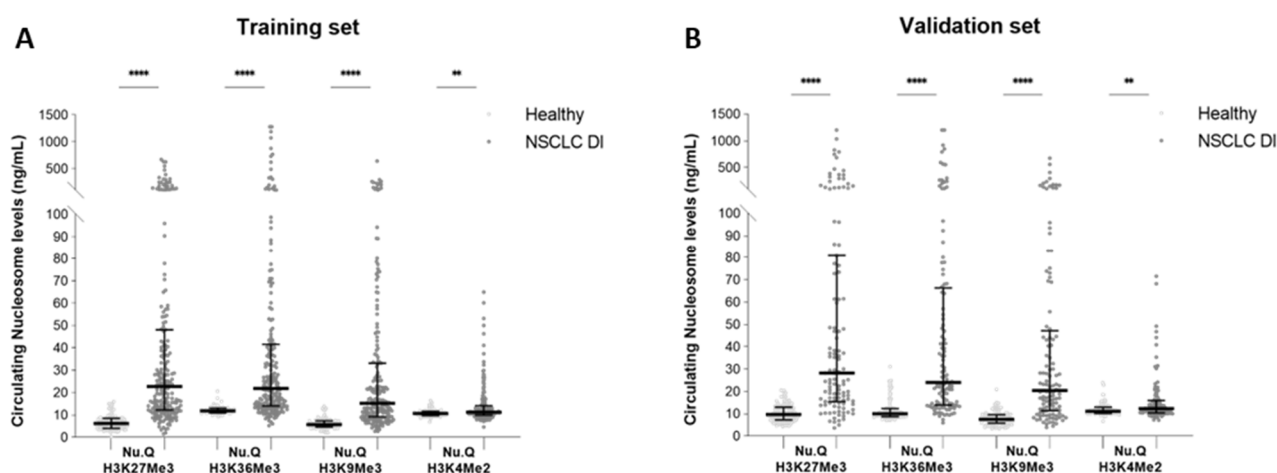 A
Training set
**** **** **** **
Circulating Nucleosome levels (ng/mL)
1500
1000
500
100
90
80
70
60
50
40
30
20
10
0
Healthy
NSCLC DI
Nu.Q Nu.Q Nu.Q Nu.Q
H3K27Me3 H3K36Me3 H3K9Me3 H3K4Me2
B
Validation set
**** **** **** **
Circulating Nucleosome levels (ng/mL)
1500
1000
500
100
90
80
70
60
50
40
30
20
10
0
Healthy
NSCLC DI
Nu.Q Nu.Q Nu.Q Nu.Q
H3K27Me3 H3K36Me3 H3K9Me3 H3K4Me2